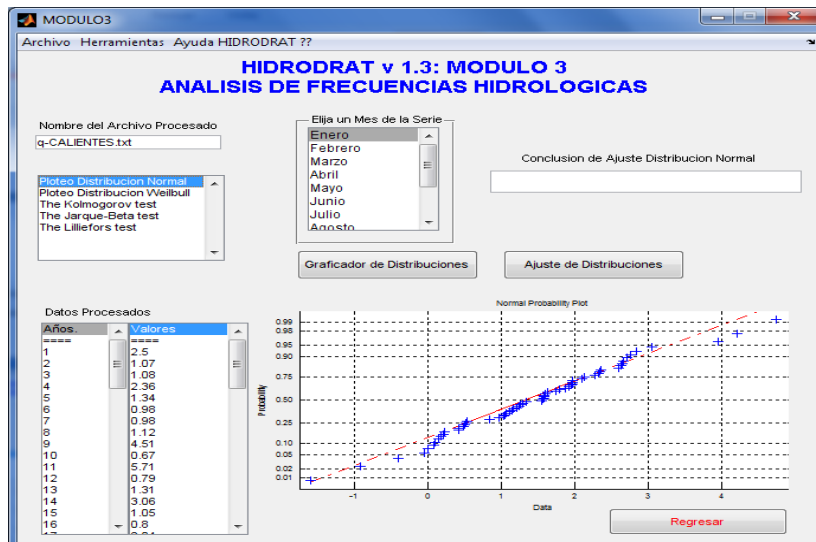 MODULO3
Archivo Herramientas Ayuda HIDRODRAT ??
HIDRODRAT v 1.3: MODULO 3
ANALISIS DE FRECUENCIAS HIDROLOGICAS
Nombre del Archivo Procesado
q-CALIENTES.txt
Ploteo Distribucion Normal
Ploteo Distribucion Weilbull
The Kolmogorov test
The Jarque-Beta test
The Lilliefors test
Elija un Mes de la Serie
Enero
Febrero
Marzo
Abril
Mayo
Junio
Julio
Agosto
Conclusion de Ajuste Distribucion Normal
Graficador de Distribuciones
Ajuste de Distribuciones
Datos Procesados
Años. Valores
==== ====
1 2.5
2 1.07
3 1.08
4 2.36
5 1.34
6 0.98
7 0.98
8 1.12
9 4.51
10 0.67
11 5.71
12 0.79
13 1.31
14 3.06
15 1.05
16 0.8
Normal Probability Plot
Probability
0.99
0.98
0.95
0.90
0.75
0.50
0.25
0.10
0.05
0.02
0.01
-1 0 1 2 3 4
Data
Regresar